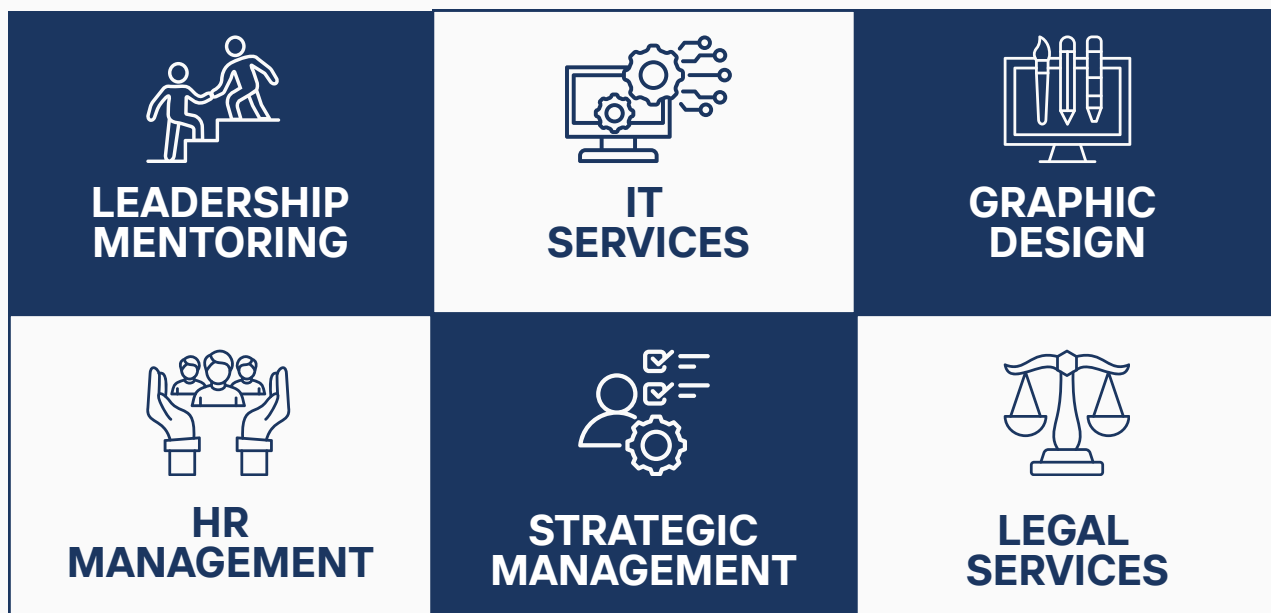 LEADERSHIP
MENTORING
IT
SERVICES
GRAPHIC
DESIGN
HR
MANAGEMENT
STRATEGIC
MANAGEMENT
LEGAL
SERVICES